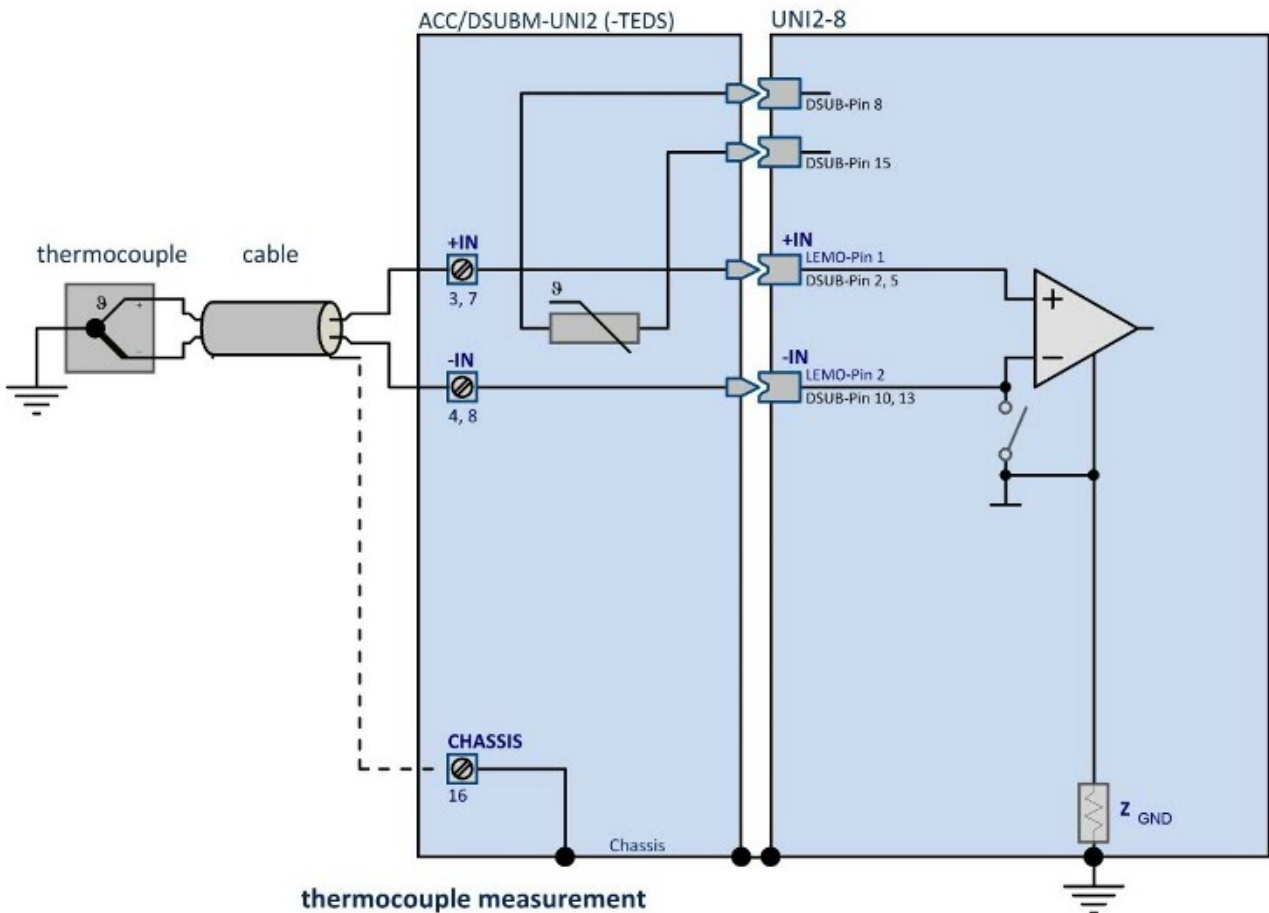 ACC/DSUBM-UNI2 (-TEDS)
UNI2-8
DSUB-Pin 8
DSUB-Pin 15
thermocouple
cable
+IN
3, 7
+IN
LEMO-Pin 1
DSUB-Pin 2, 5
ϑ
+
-
ϑ
+
−
-IN
4, 8
-IN
LEMO-Pin 2
DSUB-Pin 10, 13
CHASSIS
16
Z GND
Chassis
thermocouple measurement